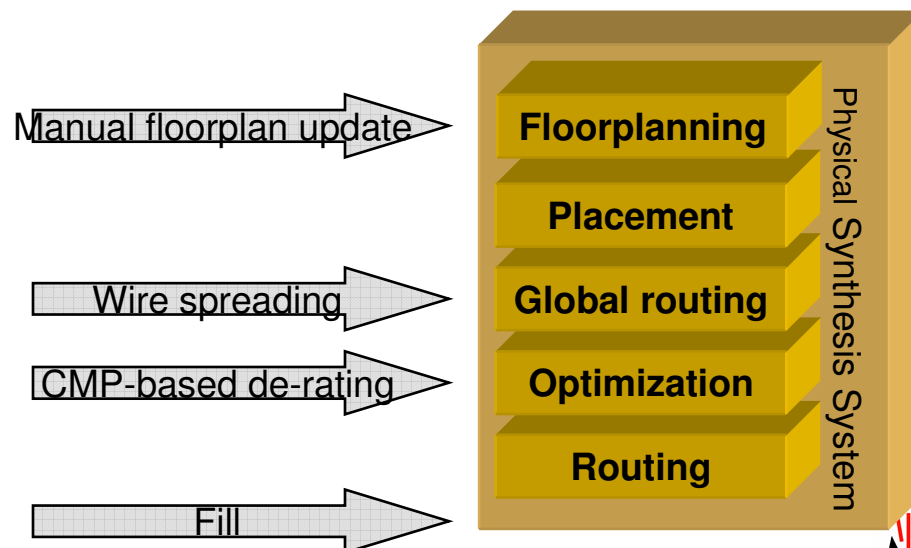 Manual floorplan update
Floorplanning
Placement
Wire spreading
Global routing
CMP-based de-rating
Optimization
Routing
Fill
Physical Synthesis System